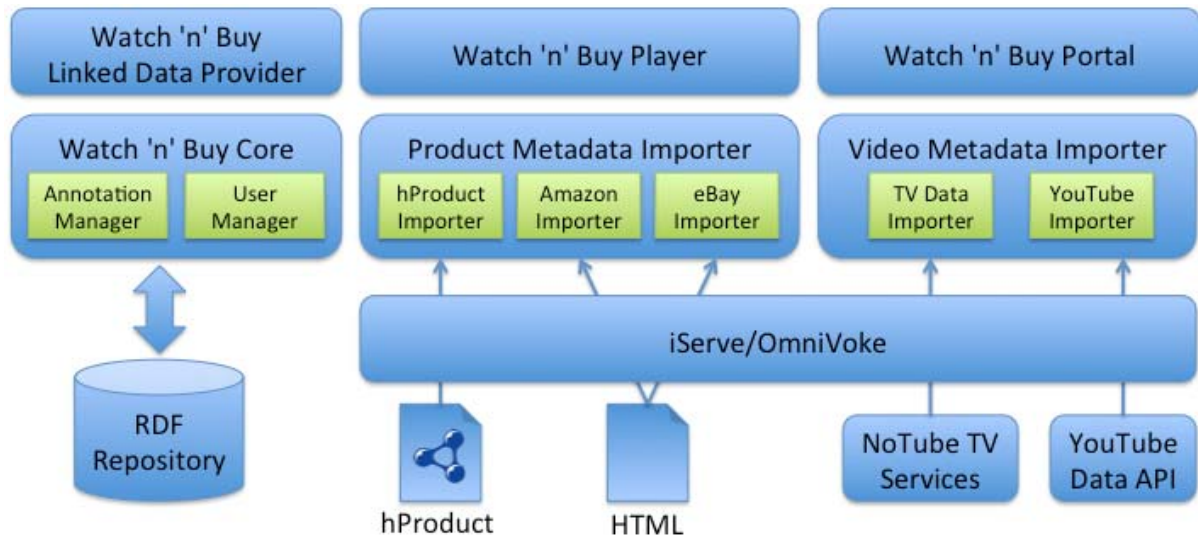 Watch 'n' Buy
Linked Data Provider
Watch 'n' Buy Player
Watch 'n' Buy Portal
Watch 'n' Buy Core
Annotation
Manager
User
Manager
Product Metadata Importer
hProduct
Importer
Amazon
Importer
eBay
Importer
Video Metadata Importer
TV Data
Importer
YouTube
Importer
iServe/OmniVoke
RDF
Repository
hProduct
HTML
NoTube TV
Services
YouTube
Data API